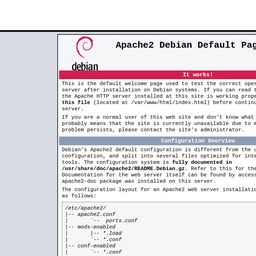 Apache2 Debian Default Pag
debian
It works!
This is the default welcome page used to test the correct oper
server after installation on Debian systems. If you can read t
the Apache HTTP server installed at this site is working prope
this file (located at /var/www/html/index.html) before continu
server.
If you are a normal user of this web site and don't know what
probably means that the site is currently unavailable due to m
problem persists, please contact the site's administrator.
Configuration Overview
Debian's Apache2 default configuration is different from the u
configuration, and split into several files optimized for inte
tools. The configuration system is fully documented in
/usr/share/doc/apache2/README.Debian.gz. Refer to this for the
Documentation for the web server itself can be found by access
apache2-doc package was installed on this server.
The configuration layout for an Apache2 web server installatio
as follows:
/etc/apache2/
|-- apache2.conf
|       `--  ports.conf
|-- mods-enabled
|       |-- *.load
|       `-- *.conf
|-- conf-enabled
|       `-- *.conf